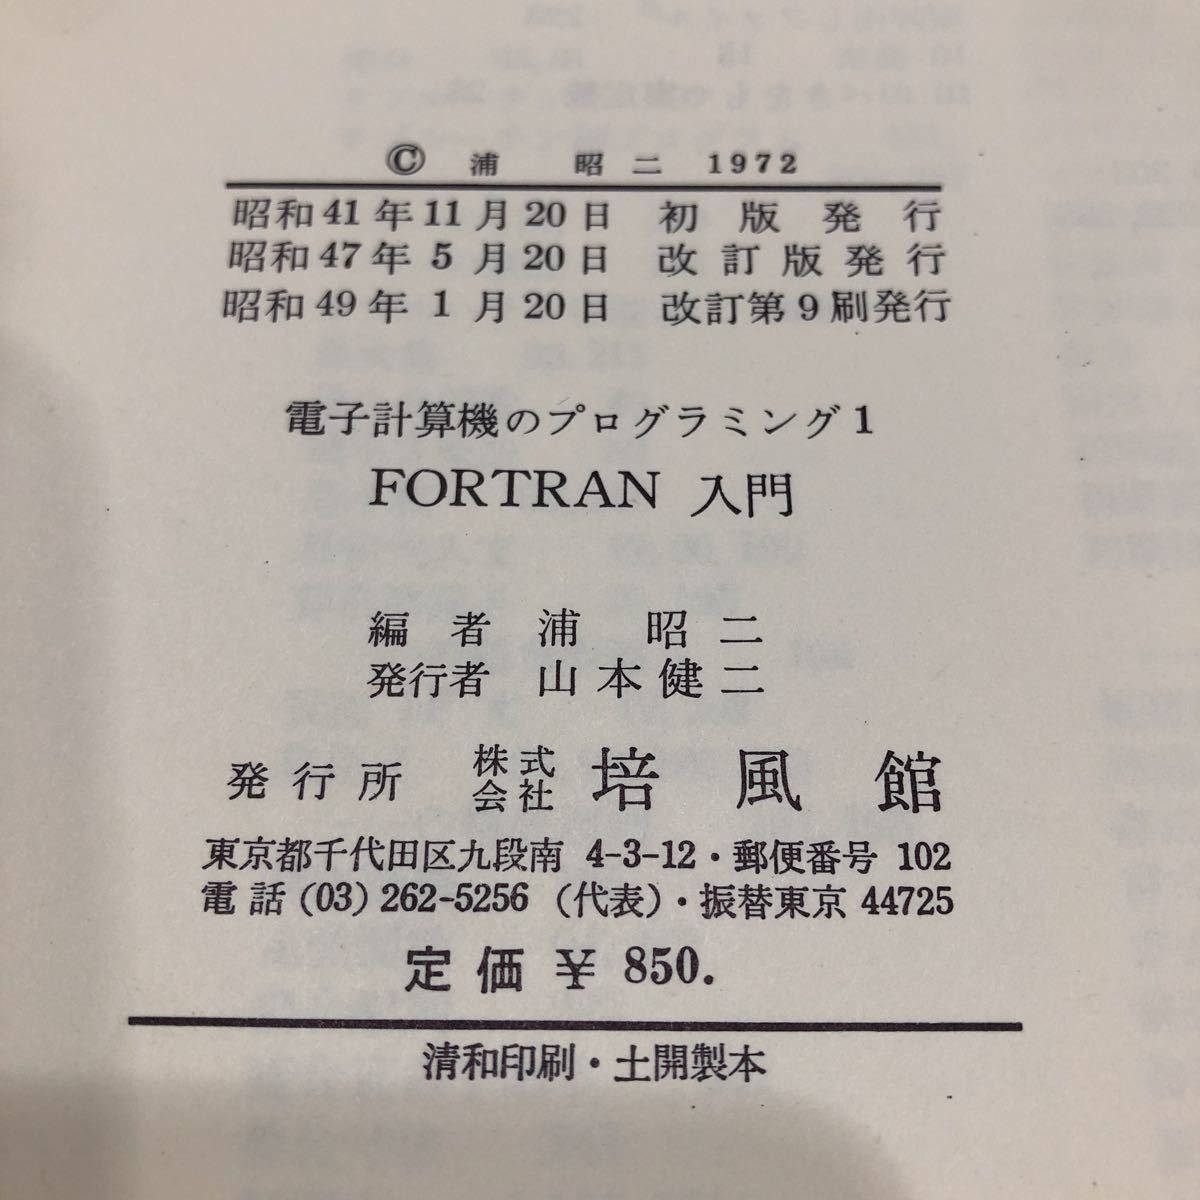 © 浦 昭二 1972
昭和41年11月20日 初版発行
昭和47年5月20日 改訂版発行
昭和49年1月20日 改訂第9刷発行
電子計算機のプログラミング1
FORTRAN 入門
編者 浦 昭二
発行者 山本健二
発行所 株式会社 培風館
東京都千代田区九段南 4-3-12・郵便番号 102
電話 (03) 262-5256 (代表)・振替東京 44725
定価 ¥ 850.
清和印刷・土開製本